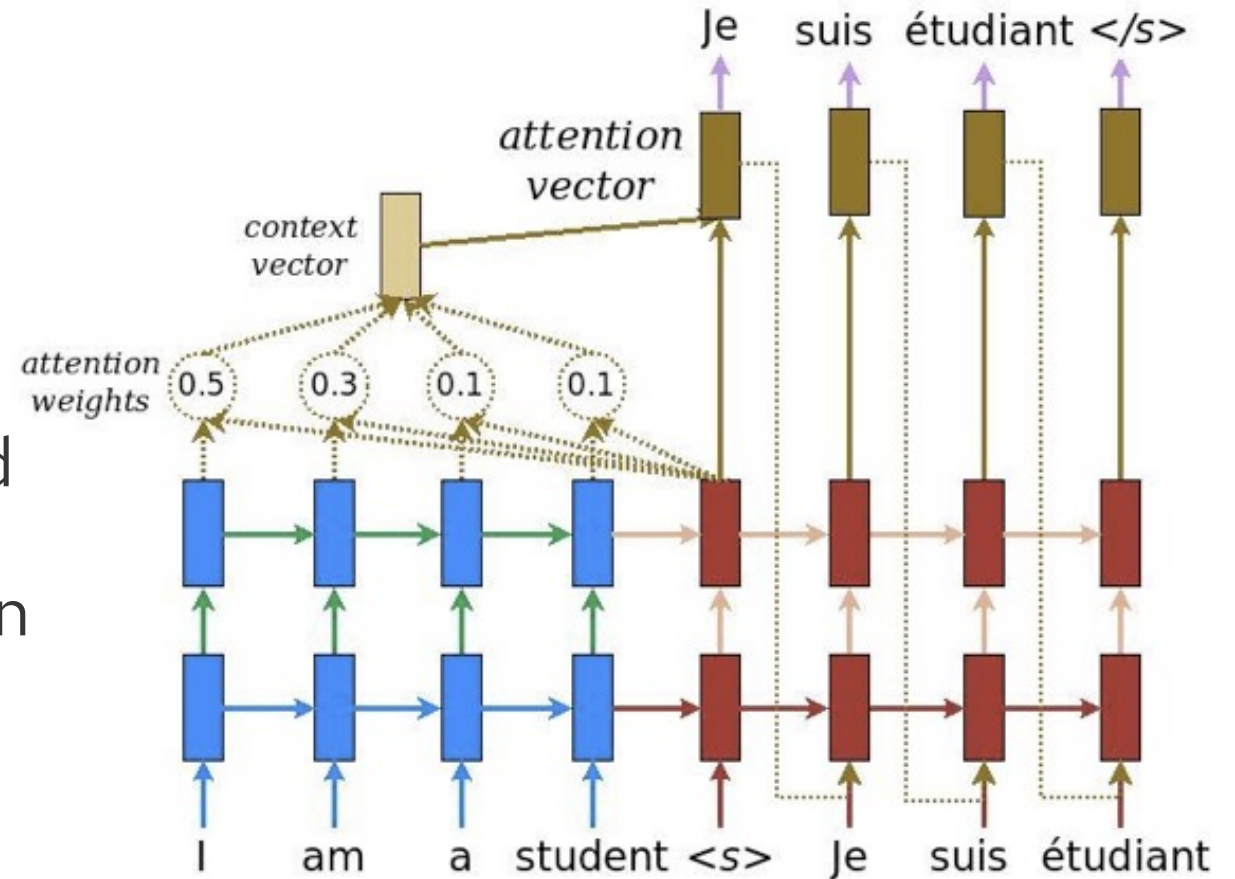 Je suis étudiant </s>
attention
vector
context
vector
attention
weights
0.5 0.3 0.1 0.1
d
n
I am a student <s> Je suis étudiant